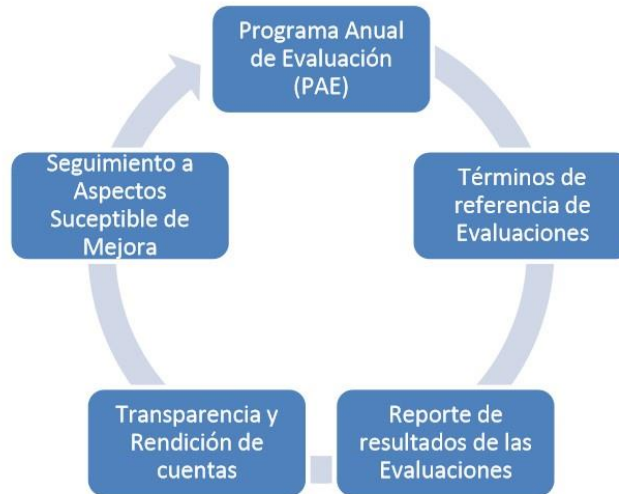 Programa Anual
de Evaluación
(PAE)
Términos de
referencia de
Evaluaciones
Reporte de
resultados de las
Evaluaciones
Transparencia y
Rendición de
cuentas
Seguimiento a
Aspectos
Suceptible de
Mejora